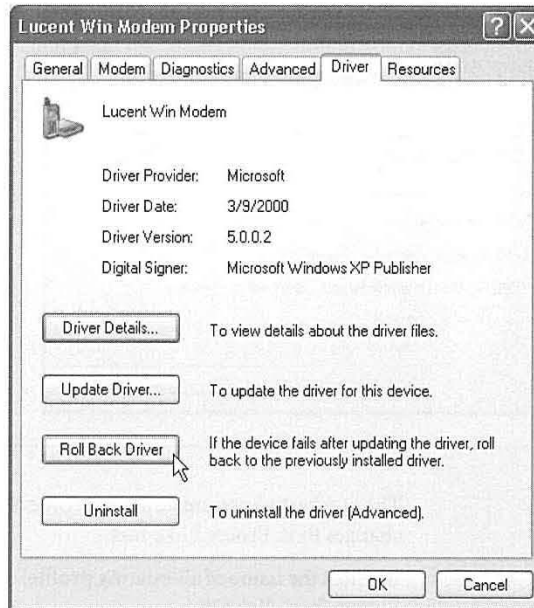 Lucent Win Modem Properties
General Modem Diagnostics Advanced Driver Resources
Lucent Win Modem
Driver Provider: Microsoft
Driver Date: 3/9/2000
Driver Version: 5.0.0.2
Digital Signer: Microsoft Windows XP Publisher
Driver Details... To view details about the driver files.
Update Driver... To update the driver for this device.
Roll Back Driver If the device fails after updating the driver, roll
back to the previously installed driver.
Uninstall To uninstall the driver (Advanced).
OK Cancel